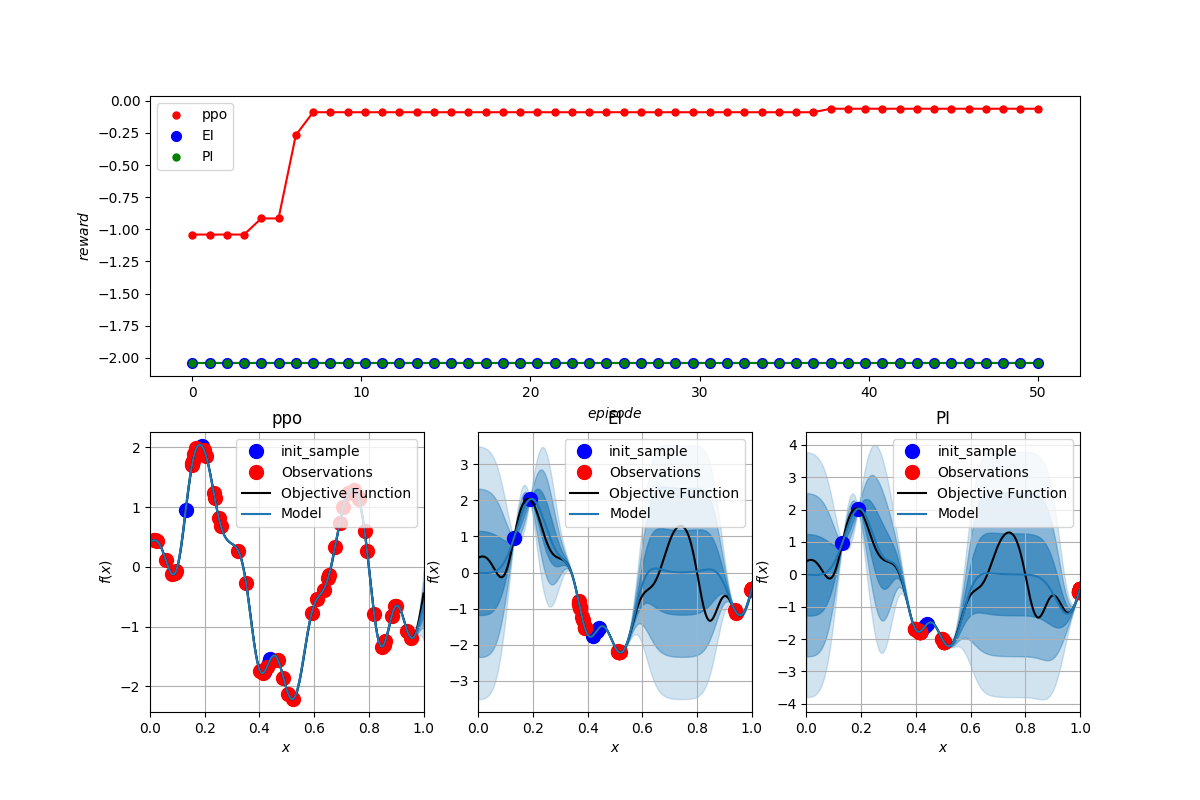 0.00
−0.25
−0.50
−0.75
−1.00
−1.25
−1.50
−1.75
−2.00
reward
ppo
EI
PI
0 10 20 30 40 50
episode
ppo EI PI
2
1
0
−1
−2
f(x)
init_sample
Observations
Objective Function
Model
0.0 0.2 0.4 0.6 0.8 1.0
x
3
2
1
0
−1
−2
−3
f(x)
init_sample
Observations
Objective Function
Model
0.0 0.2 0.4 0.6 0.8 1.0
x
4
3
2
1
0
−1
−2
−3
−4
f(x)
init_sample
Observations
Objective Function
Model
0.0 0.2 0.4 0.6 0.8 1.0
x